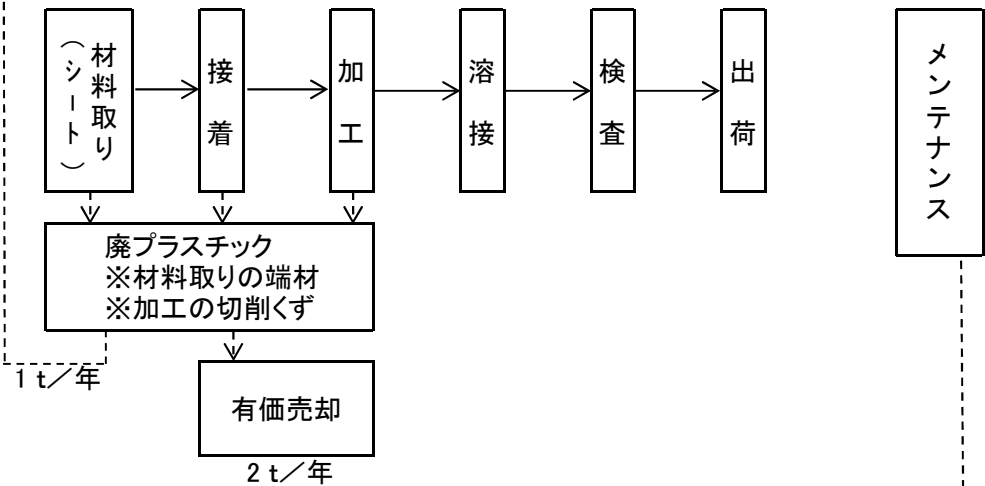 材料取り
（シート）
接着
加工
溶接
検査
出荷
メンテナンス
廃プラスチック
※材料取りの端材
※加工の切削くず
１ｔ／年
有価売却
２ｔ／年